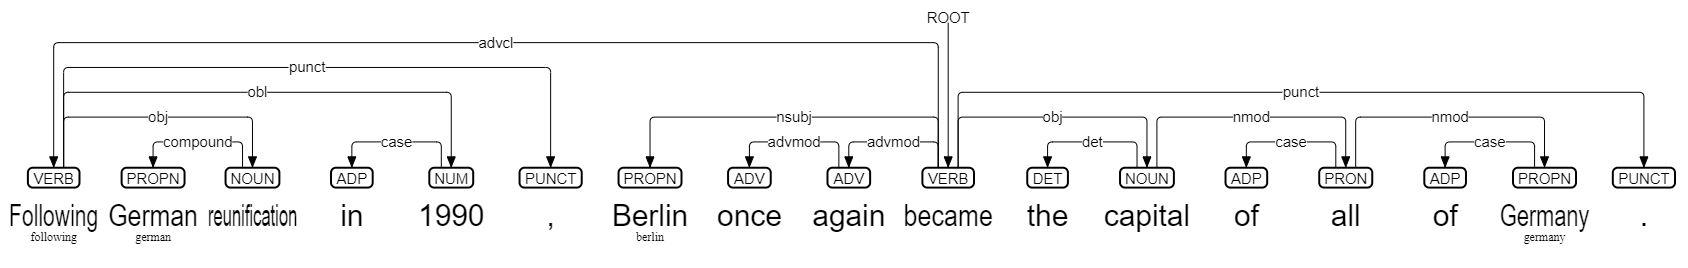 ROOT
advcl
punct
obl punct
obj nsubj obj nmod nmod
compound case advmod advmod det case case
VERB PROPN NOUN ADP NUM PUNCT PROPN ADV ADV VERB DET NOUN ADP PRON ADP PROPN PUNCT
Following German reunification in 1990 , Berlin once again became the capital of all of Germany .
following german berlin germany